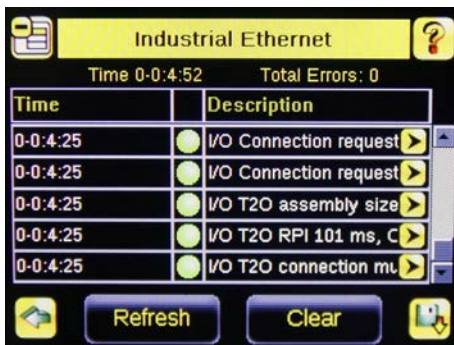 Industrial Ethernet
Time 0-0:4:52 Total Errors: 0
Time Description
0-0:4:25 I/O Connection request
0-0:4:25 I/O Connection request
0-0:4:25 I/O T2O assembly size
0-0:4:25 I/O T2O RPI 101 ms, C
0-0:4:25 I/O T2O connection mu
Refresh Clear